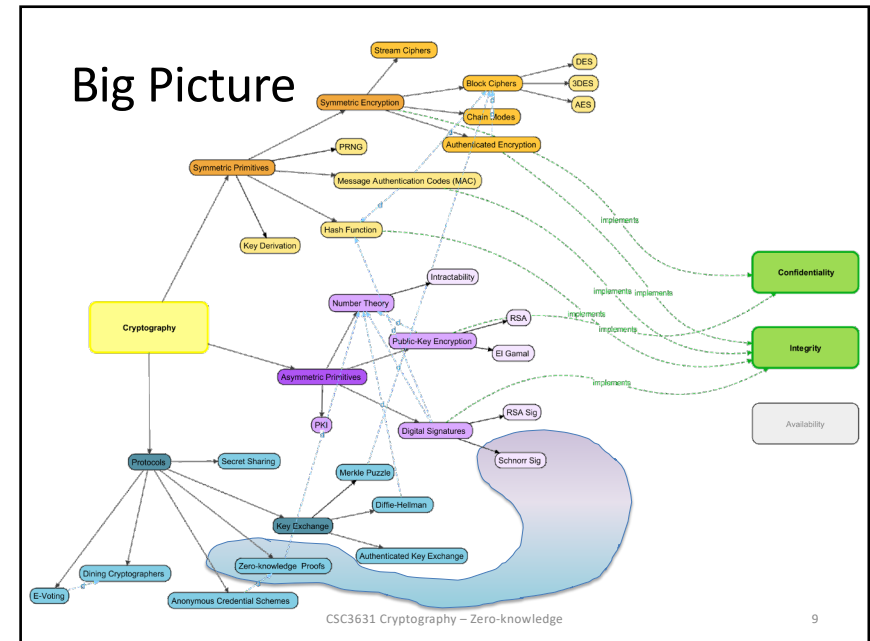 Big Picture
Stream Ciphers
DES
Block Ciphers
3DES
Symmetric Encryption
AES
Chain Modes
Authenticated Encryption
PRNG
Symmetric Primitives
Message Authentication Codes (MAC)
implements
Hash Function
Key Derivation
Confidentiality
Intractability
implements implements
Number Theory
RSA
implements
Cryptography
implements
Public-Key Encryption
Integrity
El Gamal
Asymmetric Primitives
implements
RSA Sig
PKI
Digital Signatures
Availability
Schnorr Sig
Protocols
Secret Sharing
Merkle Puzzle
Diffie-Hellman
Key Exchange
Authenticated Key Exchange
Zero-knowledge Proofs
Dining Cryptographers
E-Voting
Anonymous Credential Schemes
CSC3631 Cryptography – Zero-knowledge
9